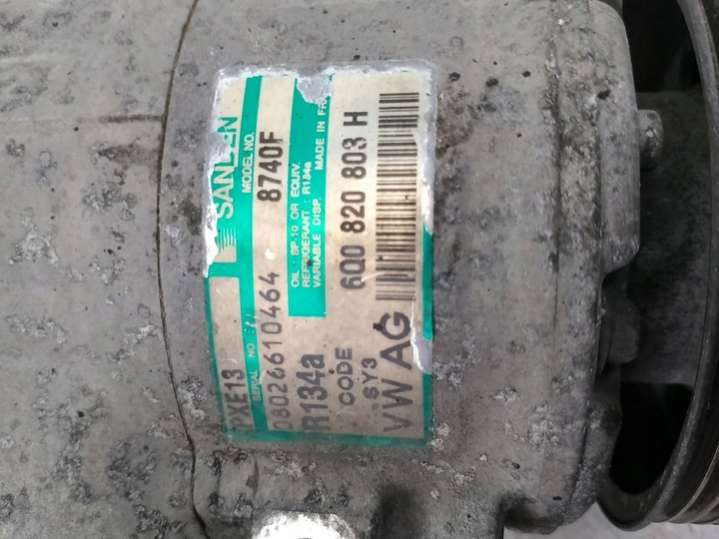 SANDEN
MODEL NO.
8740F
OIL : SP-10 OR EQUIV.
REFRIGERANT : R134a
VARIABLE DISP. MADE IN
6Q0 820 803 H
PXE13
SERIAL NO
08026610464
R134a
CODE
SY3
VW AG